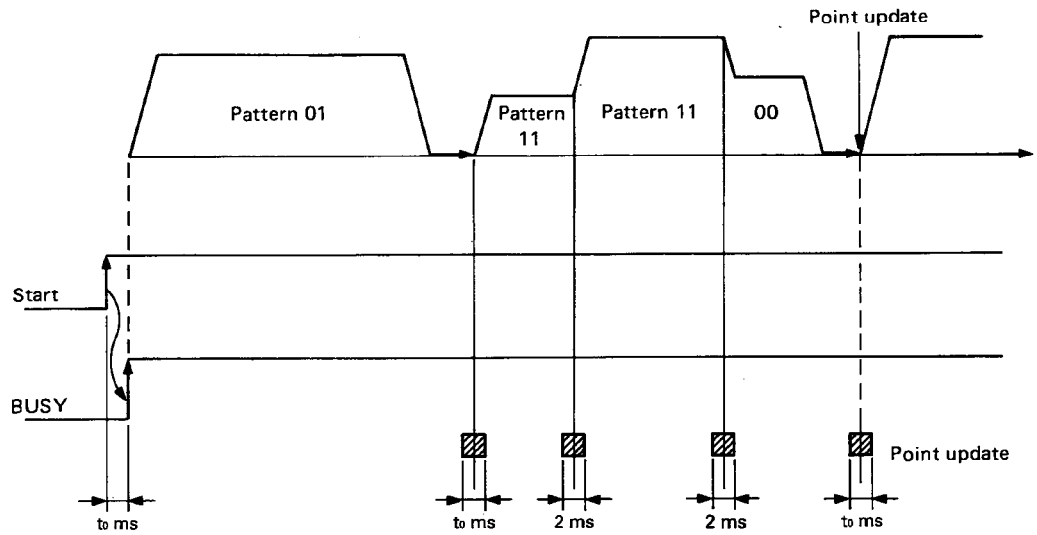 Point update
Pattern 01
Pattern
11
Pattern 11
00
Start
BUSY
Point update
t₀ ms
t₀ ms
2 ms
2 ms
t₀ ms